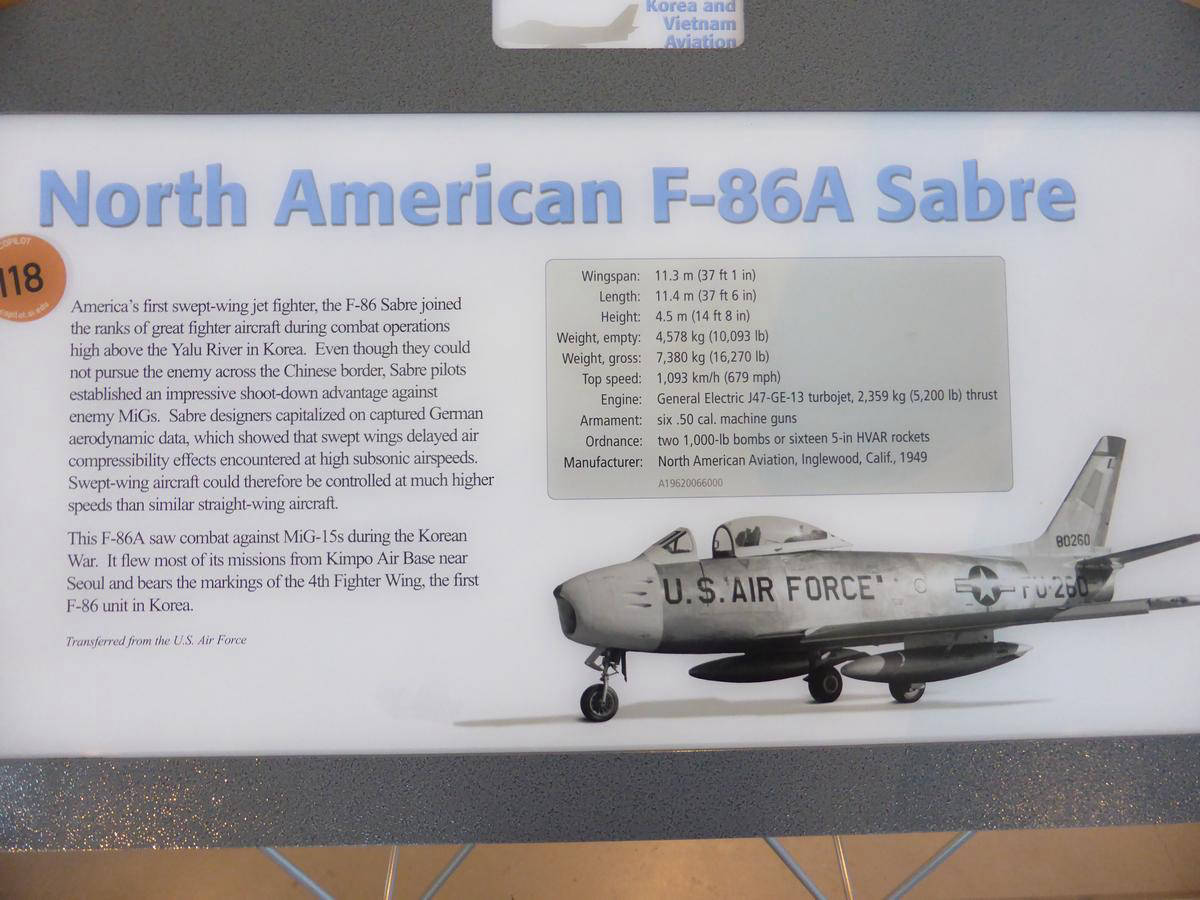 Korea and
Vietnam
Aviation
North American F-86A Sabre
COPILOT
118
America's first swept-wing jet fighter, the F-86 Sabre joined
the ranks of great fighter aircraft during combat operations
high above the Yalu River in Korea. Even though they could
not pursue the enemy across the Chinese border, Sabre pilots
established an impressive shoot-down advantage against
enemy MiGs. Sabre designers capitalized on captured German
aerodynamic data, which showed that swept wings delayed air
compressibility effects encountered at high subsonic airspeeds.
Swept-wing aircraft could therefore be controlled at much higher
speeds than similar straight-wing aircraft.
This F-86A saw combat against MiG-15s during the Korean
War. It flew most of its missions from Kimpo Air Base near
Seoul and bears the markings of the 4th Fighter Wing, the first
F-86 unit in Korea.
Transferred from the U.S. Air Force
Wingspan: 11.3 m (37 ft 1 in)
Length: 11.4 m (37 ft 6 in)
Height: 4.5 m (14 ft 8 in)
Weight, empty: 4,578 kg (10,093 lb)
Weight, gross: 7,380 kg (16,270 lb)
Top speed: 1,093 km/h (679 mph)
Engine: General Electric J47-GE-13 turbojet, 2,359 kg (5,200 lb) thrust
Armament: six .50 cal. machine guns
Ordnance: two 1,000-lb bombs or sixteen 5-in HVAR rockets
Manufacturer: North American Aviation, Inglewood, Calif., 1949
A19620066000
80260
U.S. AIR FORCE
FU-260